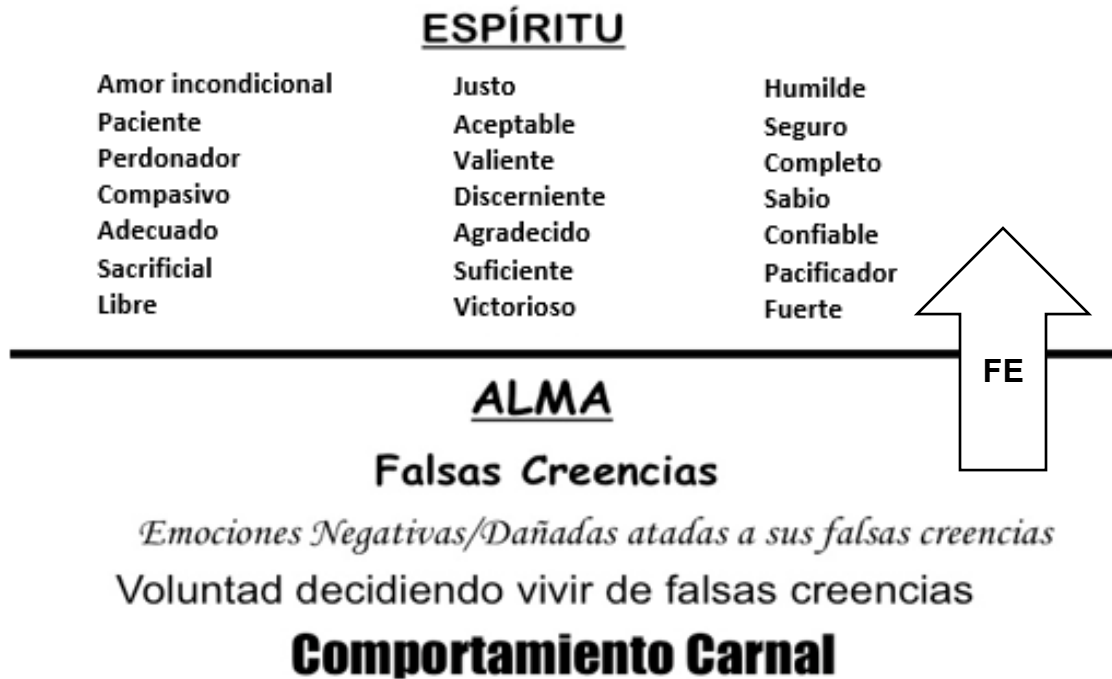 ESPÍRITU
Amor incondicional
Paciente
Perdonador
Compasivo
Adecuado
Sacrificial
Libre
Justo
Aceptable
Valiente
Discerniente
Agradecido
Suficiente
Victorioso
Humilde
Seguro
Completo
Sabio
Confiable
Pacificador
Fuerte
FE
ALMA
Falsas Creencias
Emociones Negativas/Dañadas atadas a sus falsas creencias
Voluntad decidiendo vivir de falsas creencias
Comportamiento Carnal